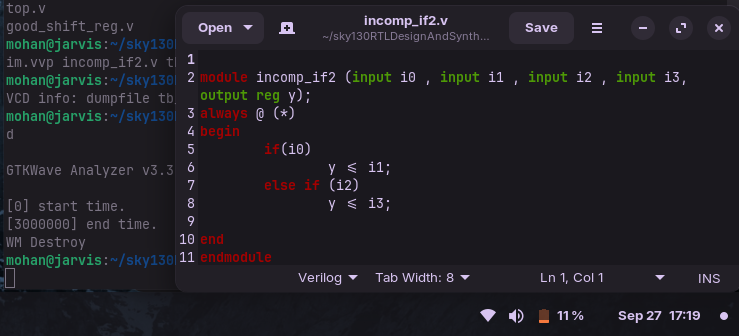 top.v
good_shift_reg.v
mohan@jarvis:~/sky130
im.vvp incomp_if2.v t
mohan@jarvis:~/sky130
VCD info: dumpfile tb_
mohan@jarvis:~/sky130
d
GTKWave Analyzer v3.3
[0] start time.
[3000000] end time.
WM Destroy
mohan@jarvis:~/sky130
Open
incomp_if2.v
~/sky130RTLDesignAndSynth…
Save
1
2 module incomp_if2 (input i0 , input i1 , input i2 , input i3,
output reg y);
3 always @ (*)
4 begin
5 if(i0)
6 y <= i1;
7 else if (i2)
8 y <= i3;
9
10 end
11 endmodule
Verilog Tab Width: 8 Ln 1, Col 1 INS
11 % Sep 27 17:19